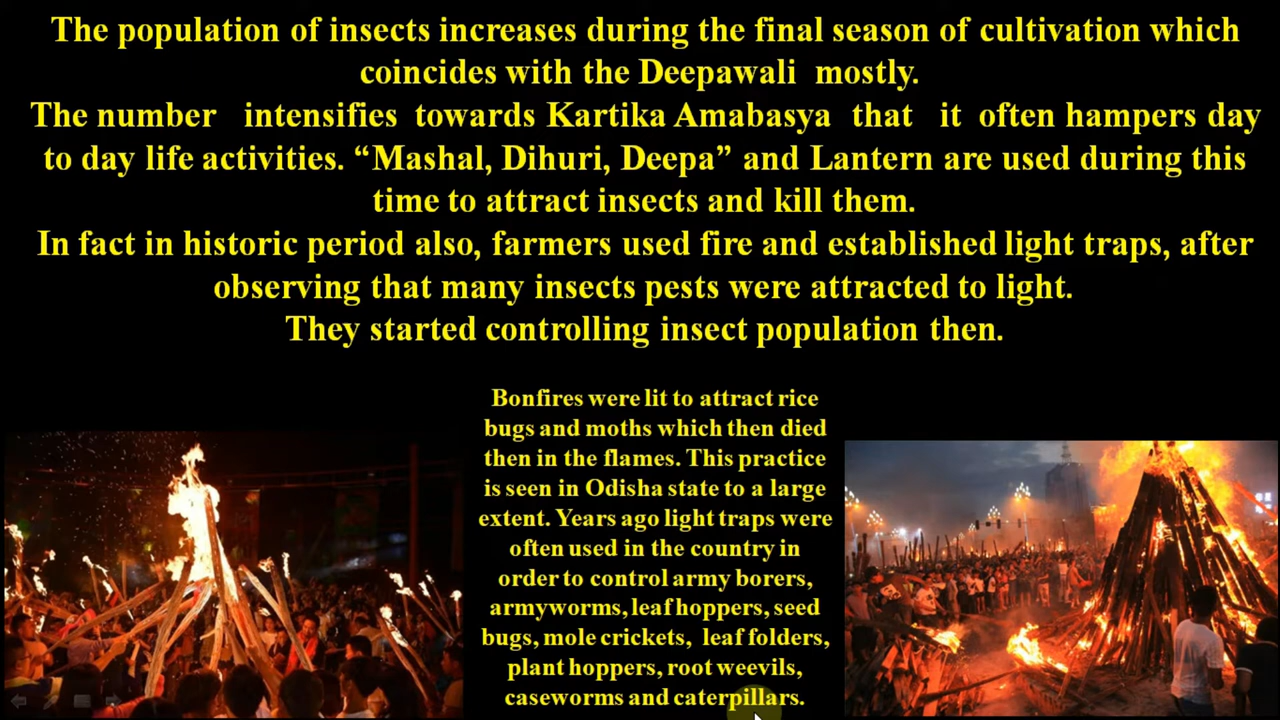 The population of insects increases during the final season of cultivation which
coincides with the Deepawali mostly.
The number intensifies towards Kartika Amabasya that it often hampers day
to day life activities. “Mashal, Dihuri, Deepa” and Lantern are used during this
time to attract insects and kill them.
In fact in historic period also, farmers used fire and established light traps, after
observing that many insects pests were attracted to light.
They started controlling insect population then.
Bonfires were lit to attract rice
bugs and moths which then died
then in the flames. This practice
is seen in Odisha state to a large
extent. Years ago light traps were
often used in the country in
order to control army borers,
armyworms, leaf hoppers, seed
bugs, mole crickets, leaf folders,
plant hoppers, root weevils,
caseworms and caterpillars.